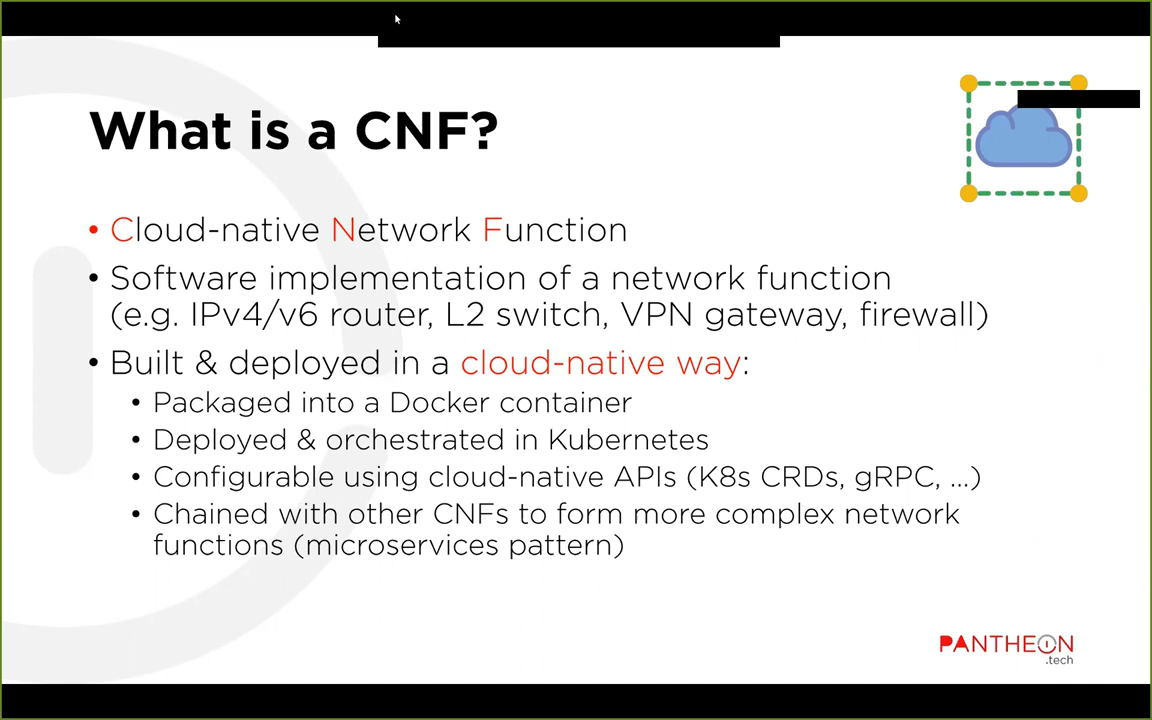 What is a CNF?
• Cloud-native Network Function
• Software implementation of a network function
(e.g. IPv4/v6 router, L2 switch, VPN gateway, firewall)
• Built & deployed in a cloud-native way:
• Packaged into a Docker container
• Deployed & orchestrated in Kubernetes
• Configurable using cloud-native APIs (K8s CRDs, gRPC, ...)
• Chained with other CNFs to form more complex network
functions (microservices pattern)
PANTHEON
.tech